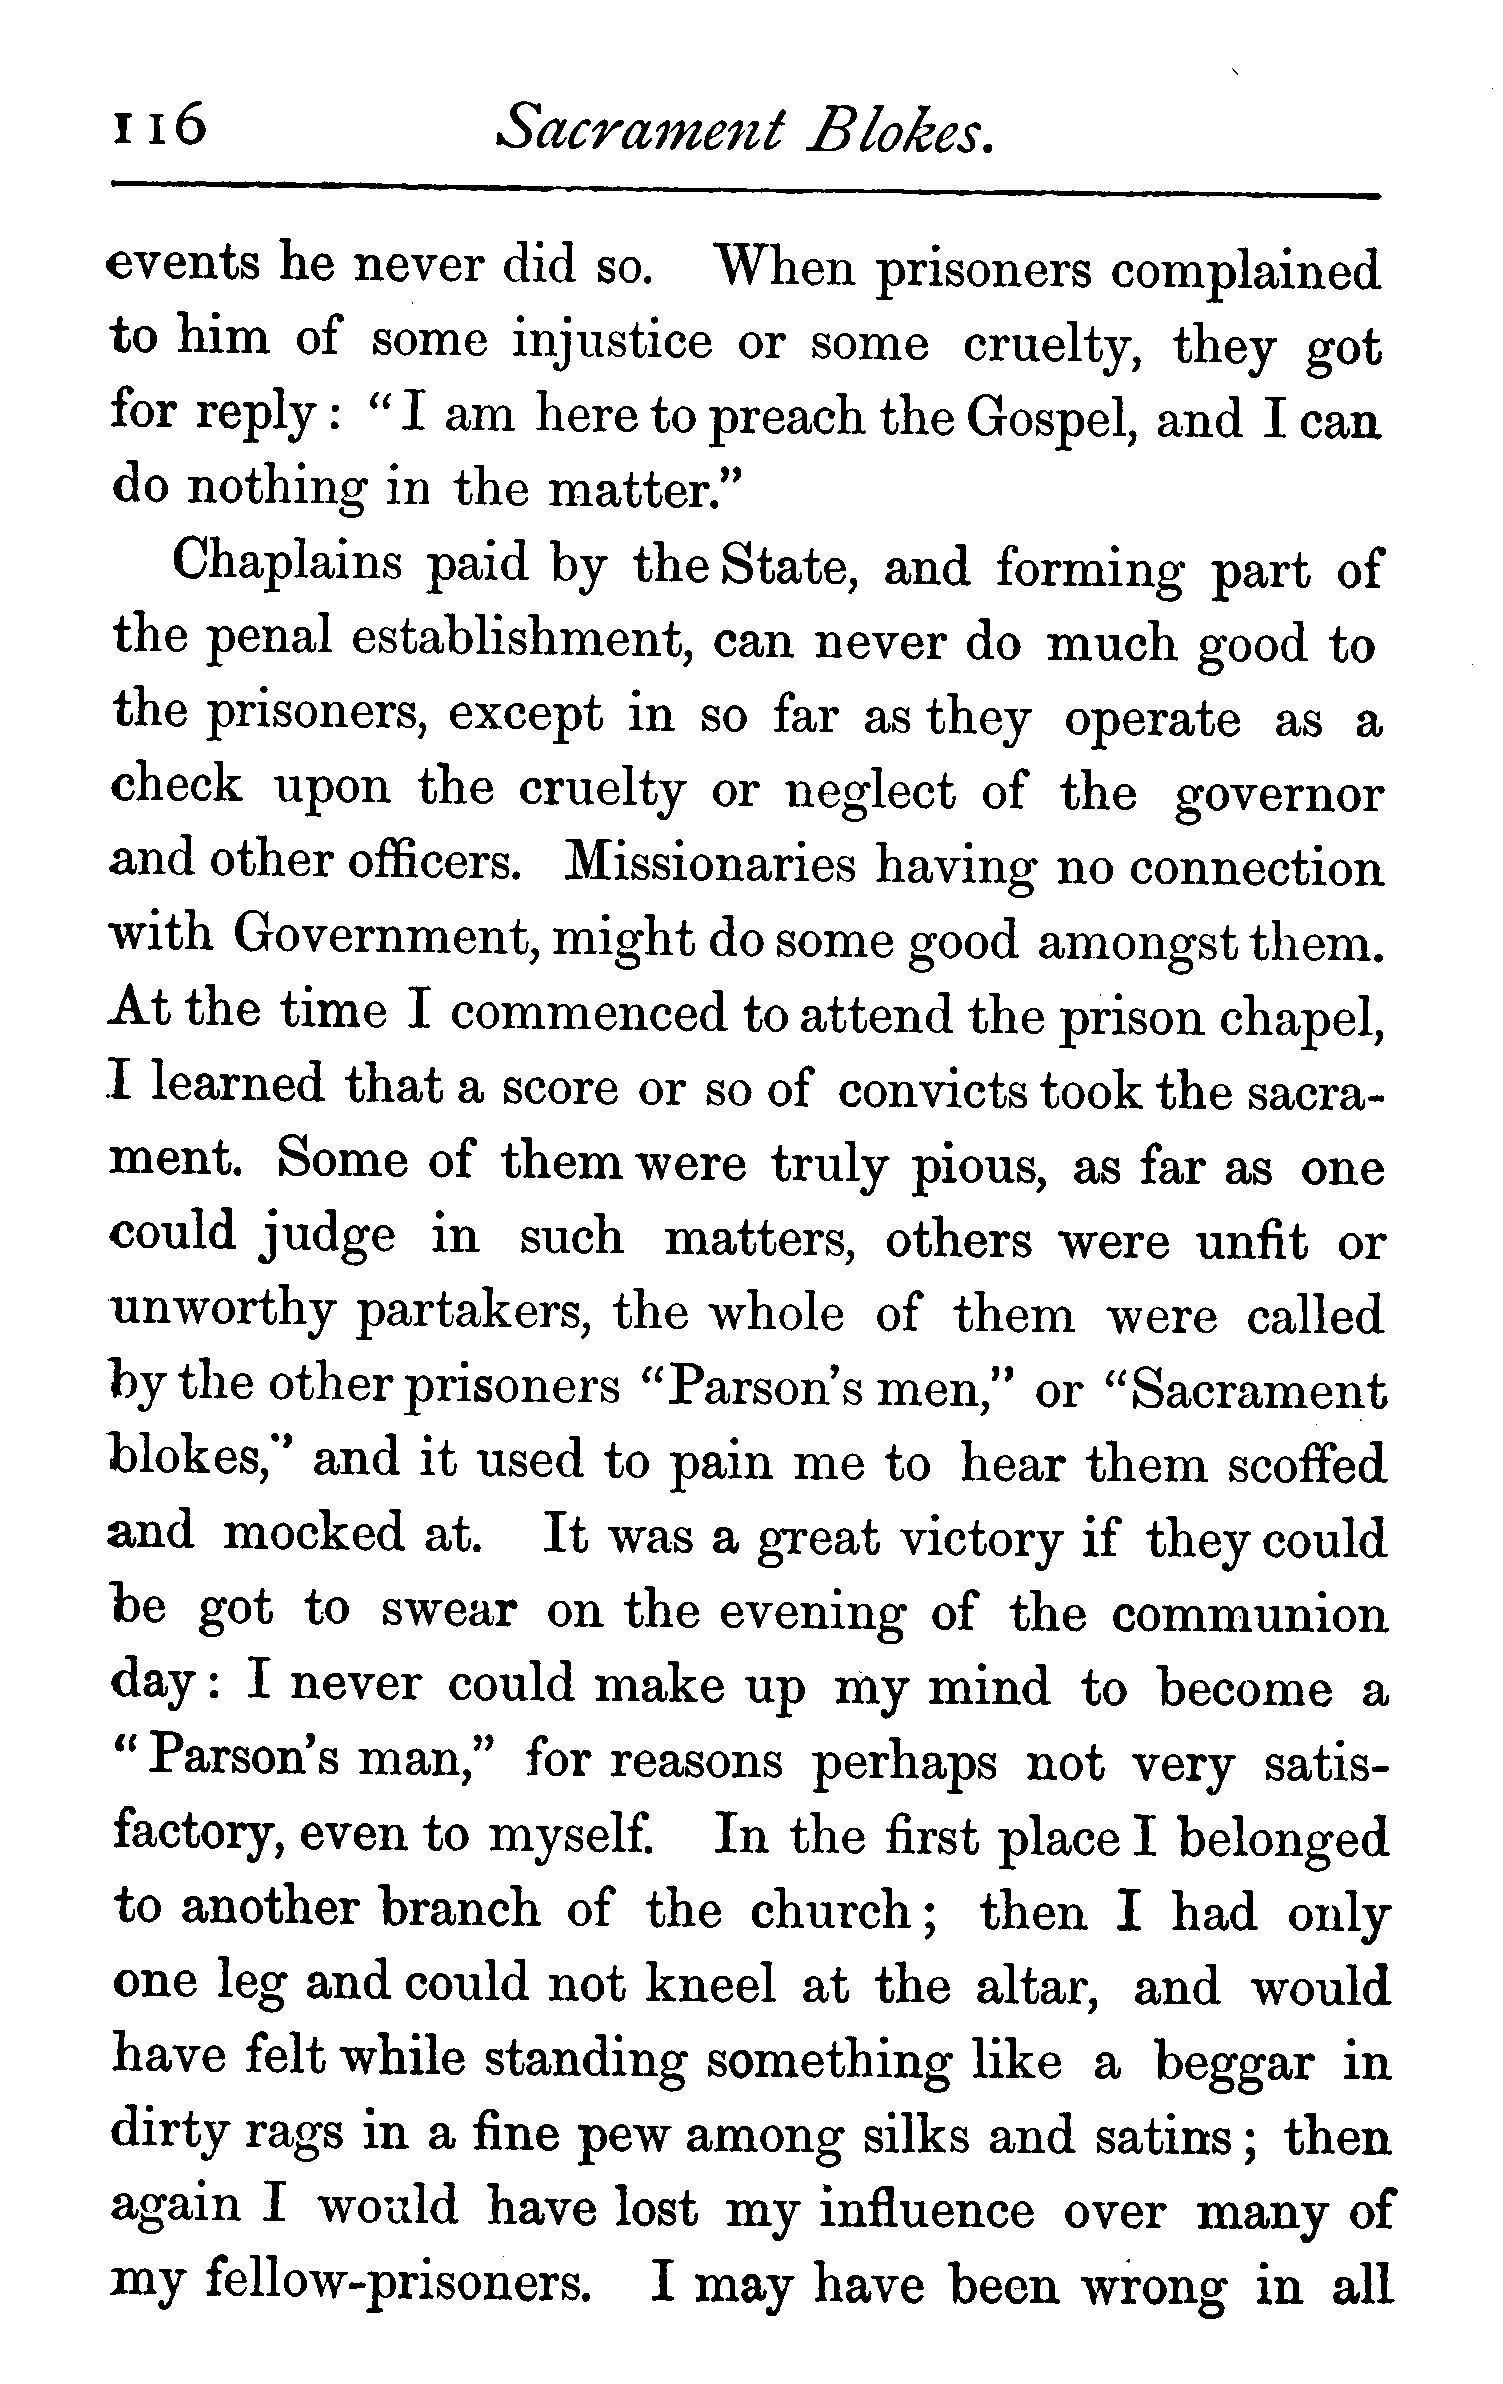 116 Sacrament Blokes.
events he never did so. When prisoners complained
to him of some injustice or some cruelty, they got
for reply: "I am here to preach the Gospel, and I can
do nothing in the matter."
Chaplains paid by the State, and forming part of
the penal establishment, can never do much good to
the prisoners, except in so far as they operate as a
check upon the cruelty or neglect of the governor
and other officers. Missionaries having no connection
with Government, might do some good amongst them.
At the time I commenced to attend the prison chapel,
I learned that a score or so of convicts took the sacra-
ment. Some of them were truly pious, as far as one
could judge in such matters, others were unfit or
unworthy partakers, the whole of them were called
by the other prisoners "Parson's men," or "Sacrament
blokes," and it used to pain me to hear them scoffed
and mocked at. It was a great victory if they could
be got to swear on the evening of the communion
day: I never could make up my mind to become a
"Parson's man," for reasons perhaps not very satis-
factory, even to myself. In the first place I belonged
to another branch of the church; then I had only
one leg and could not kneel at the altar, and would
have felt while standing something like a beggar in
dirty rags in a fine pew among silks and satins; then
again I would have lost my influence over many of
my fellow-prisoners. I may have been wrong in all